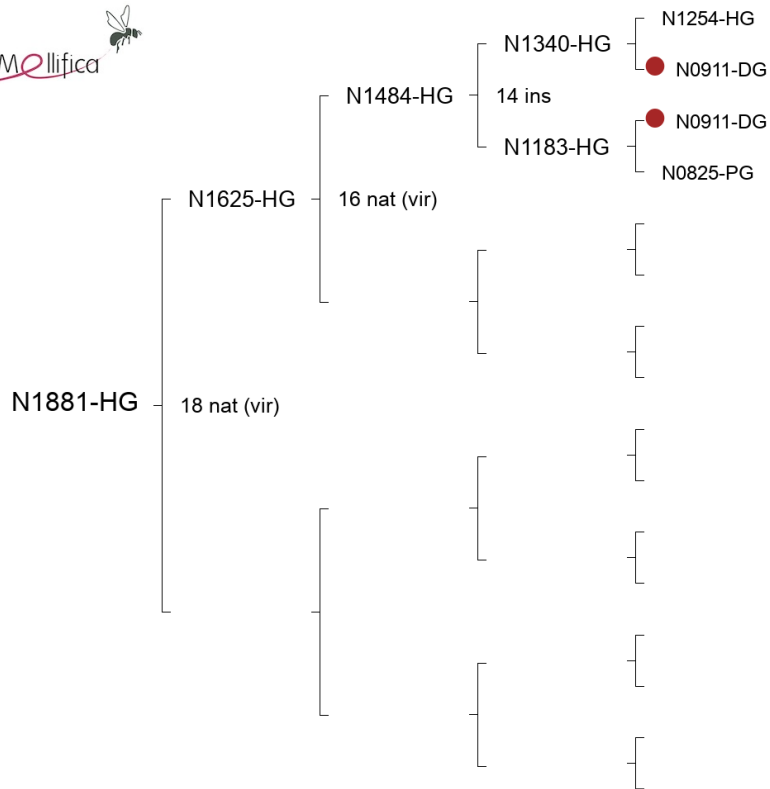 Mellifica
N1254-HG
N1340-HG
N0911-DG
N1484-HG
14 ins
N0911-DG
N1183-HG
N0825-PG
N1625-HG
16 nat (vir)
N1881-HG
18 nat (vir)